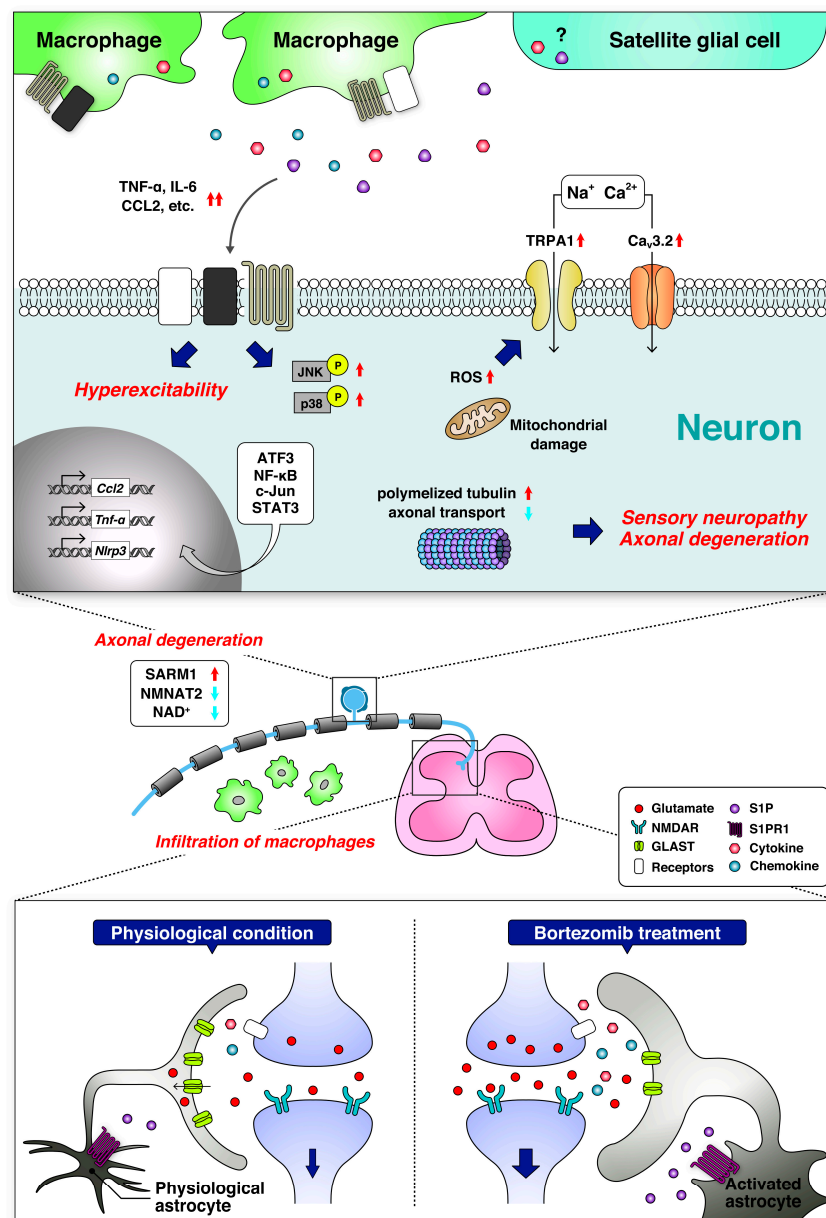 Macrophage
Macrophage
Satellite glial cell
?
TNF-α, IL-6
CCL2, etc.
Na+ Ca2+
TRPA1
Cav3.2
Hyperexcitability
JNK
P
p38
P
ROS
Mitochondrial
damage
Neuron
ATF3
NF-κB
c-Jun
STAT3
Ccl2
Tnf-α
Nlrp3
polymelized tubulin
axonal transport
Sensory neuropathy
Axonal degeneration
Axonal degeneration
SARM1
NMNAT2
NAD+
Infiltration of macrophages
Glutamate
NMDAR
GLAST
Receptors
S1P
S1PR1
Cytokine
Chemokine
Physiological condition
Bortezomib treatment
Physiological
astrocyte
Activated
astrocyte